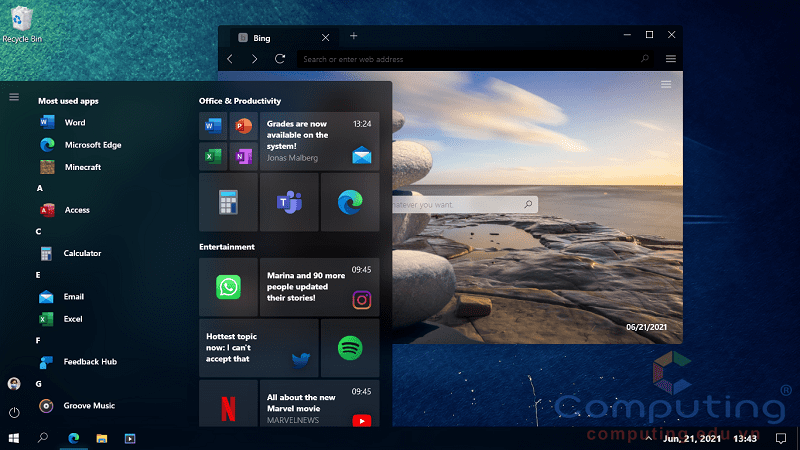 Recycle Bin
Bing
Search or enter web address
Most used apps
Word
Microsoft Edge
Minecraft
A
Access
C
Calculator
E
Email
Excel
F
Feedback Hub
G
Groove Music
Office & Productivity
Grades are now
available on the
system!
Jonas Malberg
13:24
Entertainment
Marina and 90 more
people updated
their stories!
09:45
Hottest topic
now: I can't
accept that
All about the new
Marvel movie
MARVELNEWS
09:45
whatever you want.
06/21/2021
Computing®
computing.edu.vn
Jun, 21, 2021
13:43